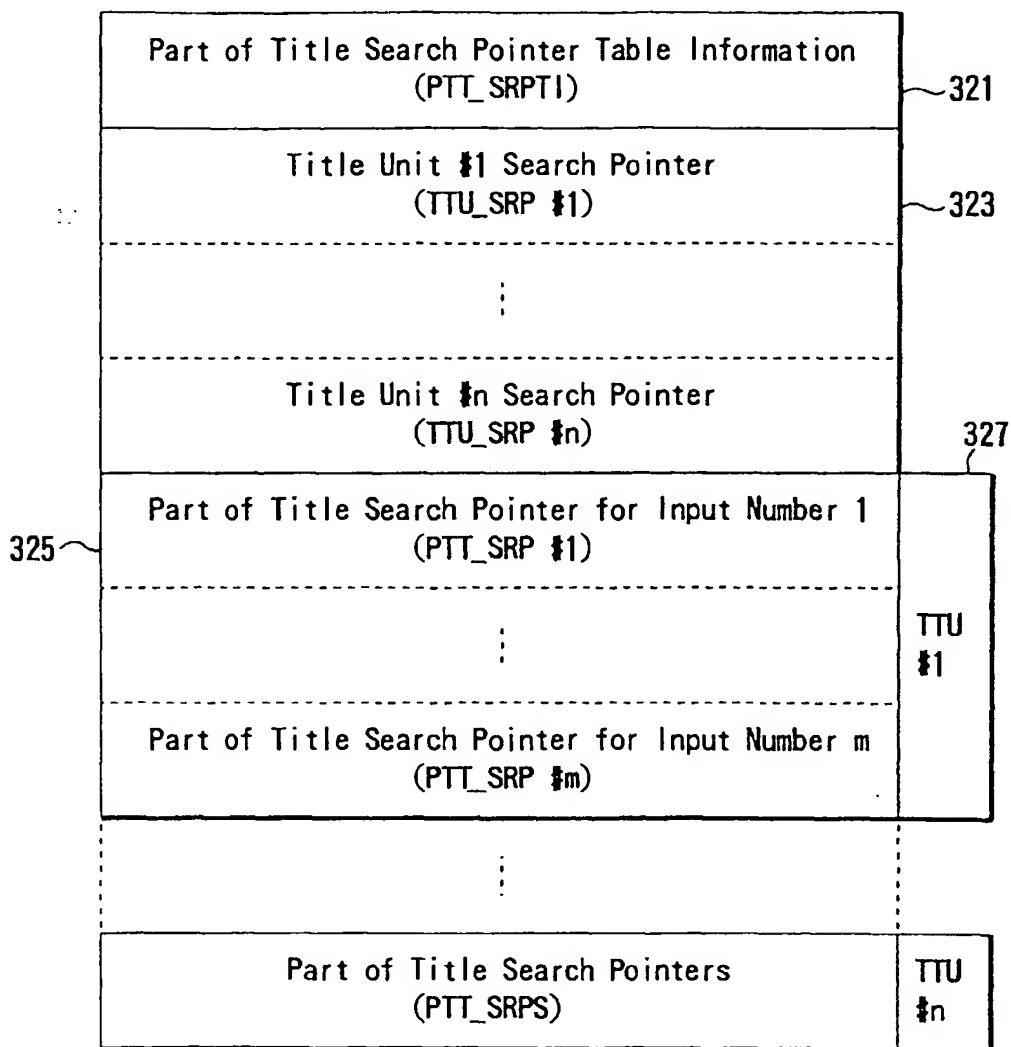 Part of Title Search Pointer Table Information
(PTT_SRPTI)
321
Title Unit #1 Search Pointer
(TTU_SRP #1)
323
Title Unit #n Search Pointer
(TTU_SRP #n)
327
Part of Title Search Pointer for Input Number 1
(PTT_SRP #1)
325
TTU
#1
Part of Title Search Pointer for Input Number m
(PTT_SRP #m)
Part of Title Search Pointers
(PTT_SRPS)
TTU
#n